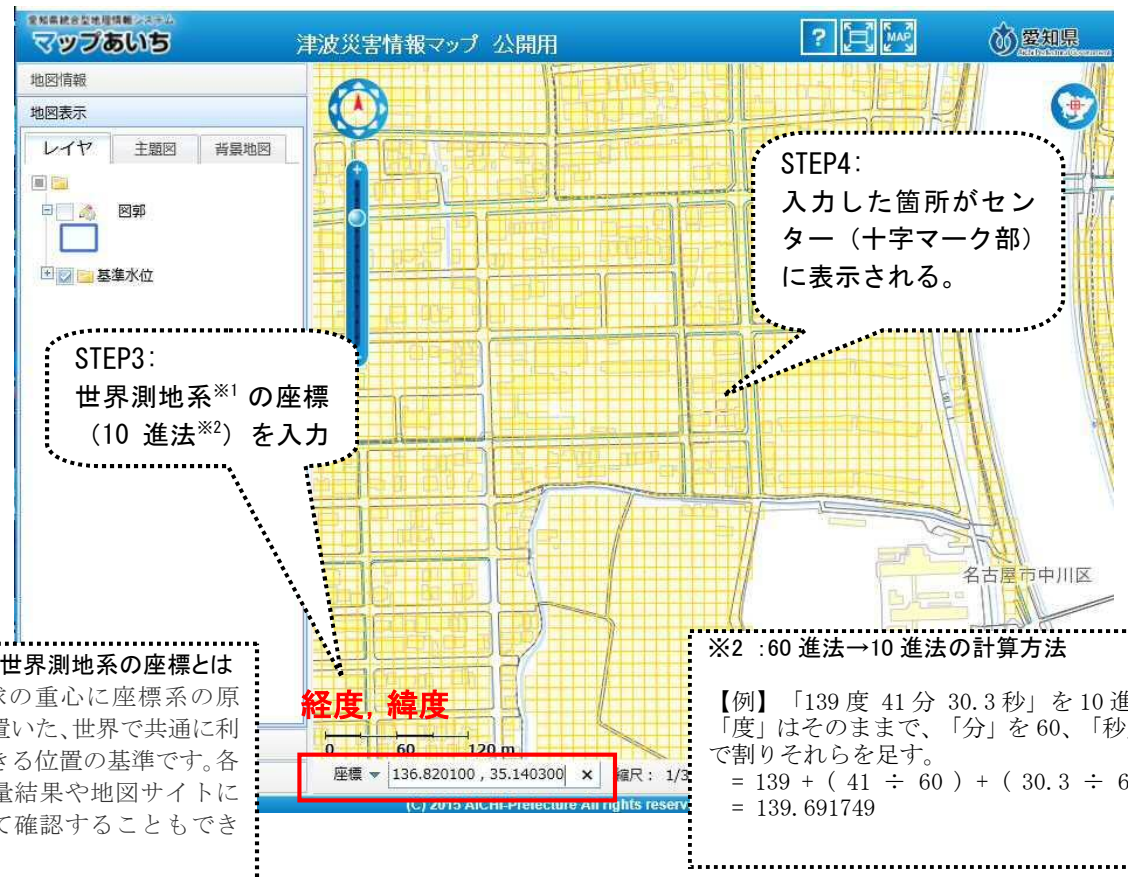 愛知県統合型地理情報システム
マップあいち
津波災害情報マップ 公開用
?
MAP
愛知県
Aichi Prefectural Government
地図情報
地図表示
レイヤ 主題図 背景地図
図郭
基準水位
STEP4:
入力した箇所がセン
ター（十字マーク部）
に表示される。
STEP3:
世界測地系※1 の座標
（10 進法※2）を入力
名古屋市中川区
世界測地系の座標とは
の重心に座標系の原
置いた、世界で共通に利
きる位置の基準です。各
量結果や地図サイトに
て確認することもでき
経度, 緯度
0 60 120 m
座標 136.820100 , 35.140300 × 縮尺： 1/3
(C) 2015 AICHI-Prefecture All rights reserv
※2 :60 進法→10 進法の計算方法
【例】「139 度 41 分 30.3 秒」を 10 進
「度」はそのままで、「分」を 60、「秒
で割りそれらを足す。
= 139 + ( 41 ÷ 60 ) + ( 30.3 ÷ 6
= 139.691749